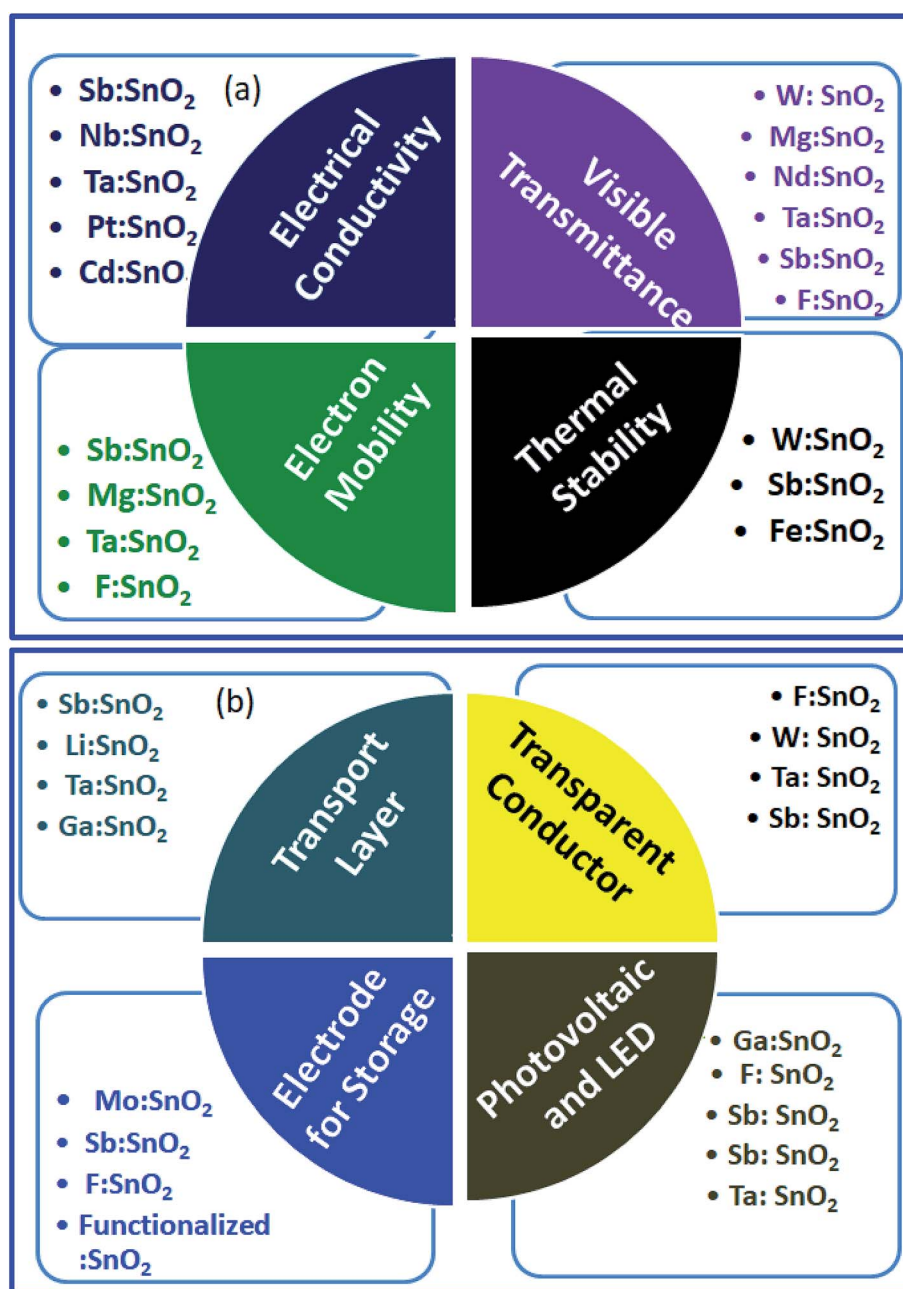 (a)
• Sb:SnO₂
• Nb:SnO₂
• Ta:SnO₂
• Pt:SnO₂
• Cd:SnO
Electrical
Conductivity
Visible
Transmittance
• W: SnO₂
• Mg:SnO₂
• Nd:SnO₂
• Ta:SnO₂
• Sb:SnO₂
• F:SnO₂
• Sb:SnO₂
• Mg:SnO₂
• Ta:SnO₂
• F:SnO₂
Electron
Mobility
Thermal
Stability
• W:SnO₂
• Sb:SnO₂
• Fe:SnO₂
(b)
• Sb:SnO₂
• Li:SnO₂
• Ta:SnO₂
• Ga:SnO₂
Transport
Layer
Transparent
Conductor
• F:SnO₂
• W: SnO₂
• Ta: SnO₂
• Sb: SnO₂
• Mo:SnO₂
• Sb:SnO₂
• F:SnO₂
• Functionalized
:SnO₂
Electrode
for Storage
Photovoltaic
and LED
• Ga:SnO₂
• F: SnO₂
• Sb: SnO₂
• Sb: SnO₂
• Ta: SnO₂